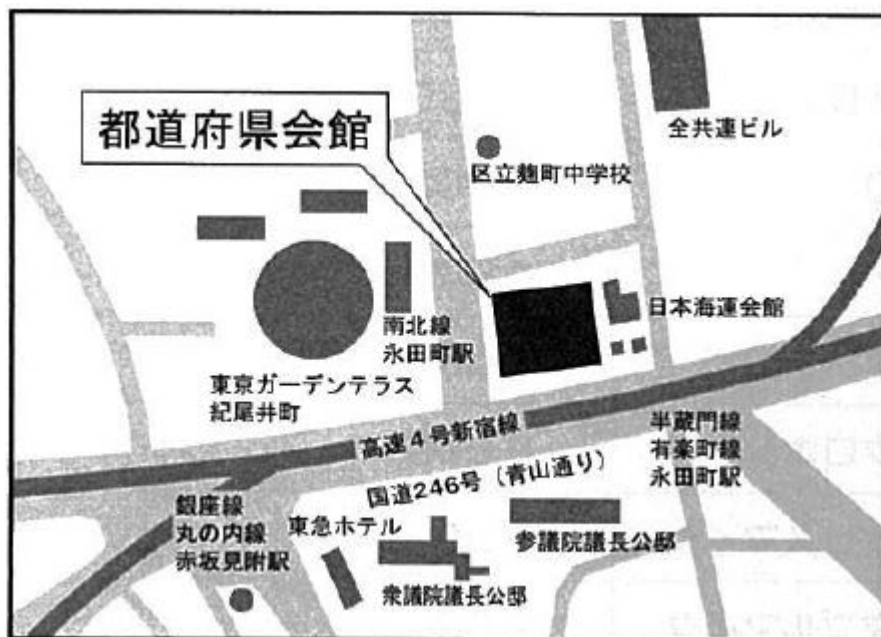 都道府県会館
全共連ビル
区立麹町中学校
日本海運会館
南北線
永田町駅
東京ガーデンテラス
紀尾井町
高速4号新宿線
半蔵門線
有楽町線
永田町駅
国道246号（青山通り）
銀座線
丸の内線
赤坂見附駅
東急ホテル
参議院議長公邸
衆議院議長公邸